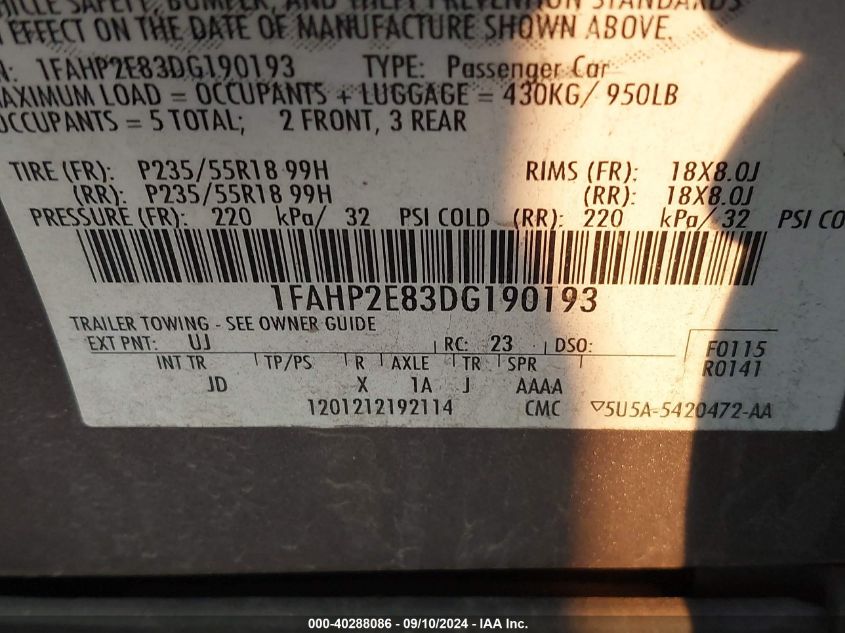 VEHICLE SAFETY, BUMPER, AND THEFT PREVENTION STANDARDS
IN EFFECT ON THE DATE OF MANUFACTURE SHOWN ABOVE.
N: 1FAHP2E83DG190193 TYPE: Passenger Car
MAXIMUM LOAD = OCCUPANTS + LUGGAGE = 430KG/ 950LB
OCCUPANTS = 5 TOTAL; 2 FRONT, 3 REAR
TIRE (FR): P235/55R18 99H RIMS (FR): 18X8.0J
(RR): P235/55R18 99H (RR): 18X8.0J
PRESSURE (FR): 220 kPa/ 32 PSI COLD (RR): 220 kPa/ 32 PSI CO
1FAHP2E83DG190193
TRAILER TOWING - SEE OWNER GUIDE
EXT PNT: UJ RC: 23 DSO: F0115
INT TR TP/PS R AXLE TR SPR R0141
JD X 1A J AAAA
1201212192114 CMC ▽5U5A-5420472-AA
000-40288086 - 09/10/2024 - IAA Inc.